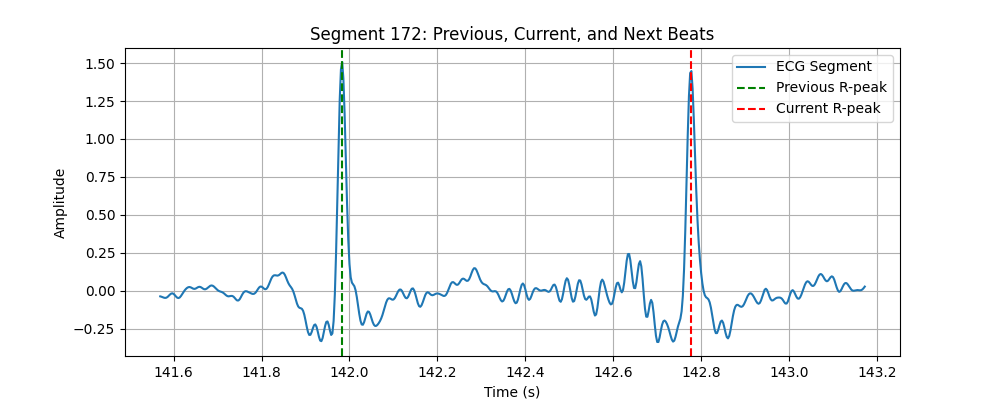 Segment 172: Previous, Current, and Next Beats
ECG Segment
Previous R-peak
Current R-peak
Amplitude
1.50
1.25
1.00
0.75
0.50
0.25
0.00
−0.25
141.6 141.8 142.0 142.2 142.4 142.6 142.8 143.0 143.2
Time (s)